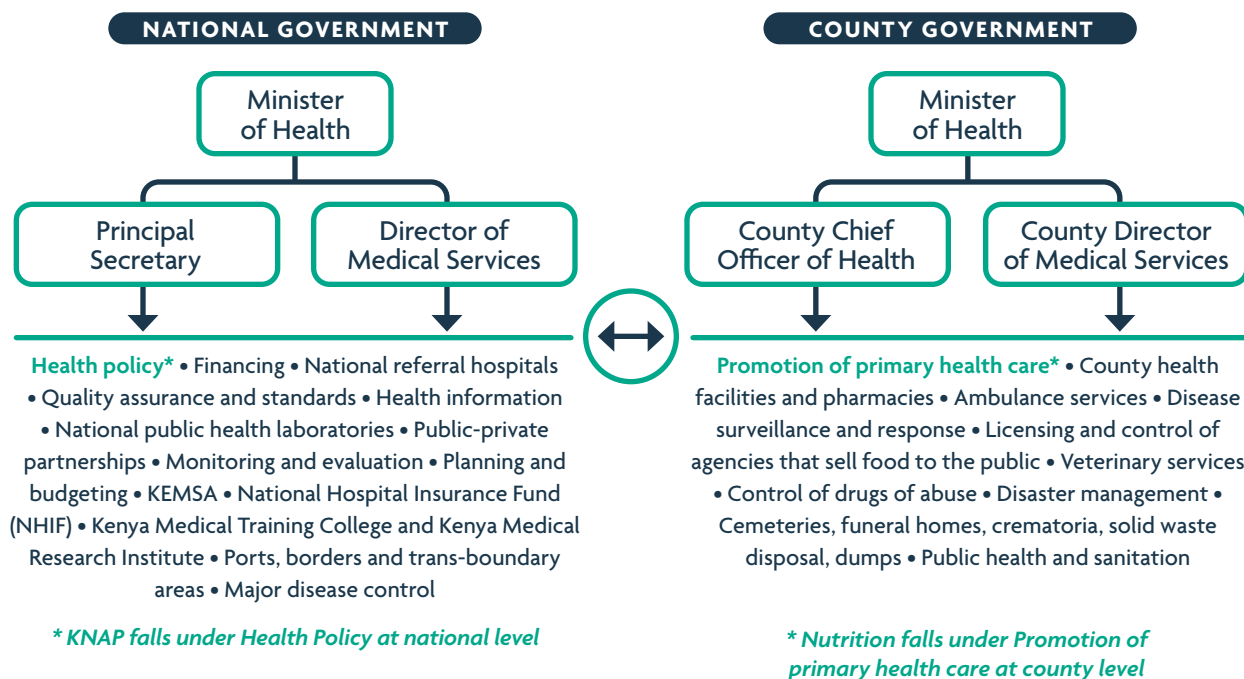 NATIONAL GOVERNMENT
Minister
of Health
Principal
Secretary
Director of
Medical Services
Health policy* • Financing • National referral hospitals
• Quality assurance and standards • Health information
• National public health laboratories • Public-private
partnerships • Monitoring and evaluation • Planning and
budgeting • KEMSA • National Hospital Insurance Fund
(NHIF) • Kenya Medical Training College and Kenya Medical
Research Institute • Ports, borders and trans-boundary
areas • Major disease control
* KNAP falls under Health Policy at national level
COUNTY GOVERNMENT
Minister
of Health
County Chief
Officer of Health
County Director
of Medical Services
Promotion of primary health care* • County health
facilities and pharmacies • Ambulance services • Disease
surveillance and response • Licensing and control of
agencies that sell food to the public • Veterinary services
• Control of drugs of abuse • Disaster management •
Cemeteries, funeral homes, crematoria, solid waste
disposal, dumps • Public health and sanitation
* Nutrition falls under Promotion of
primary health care at county level